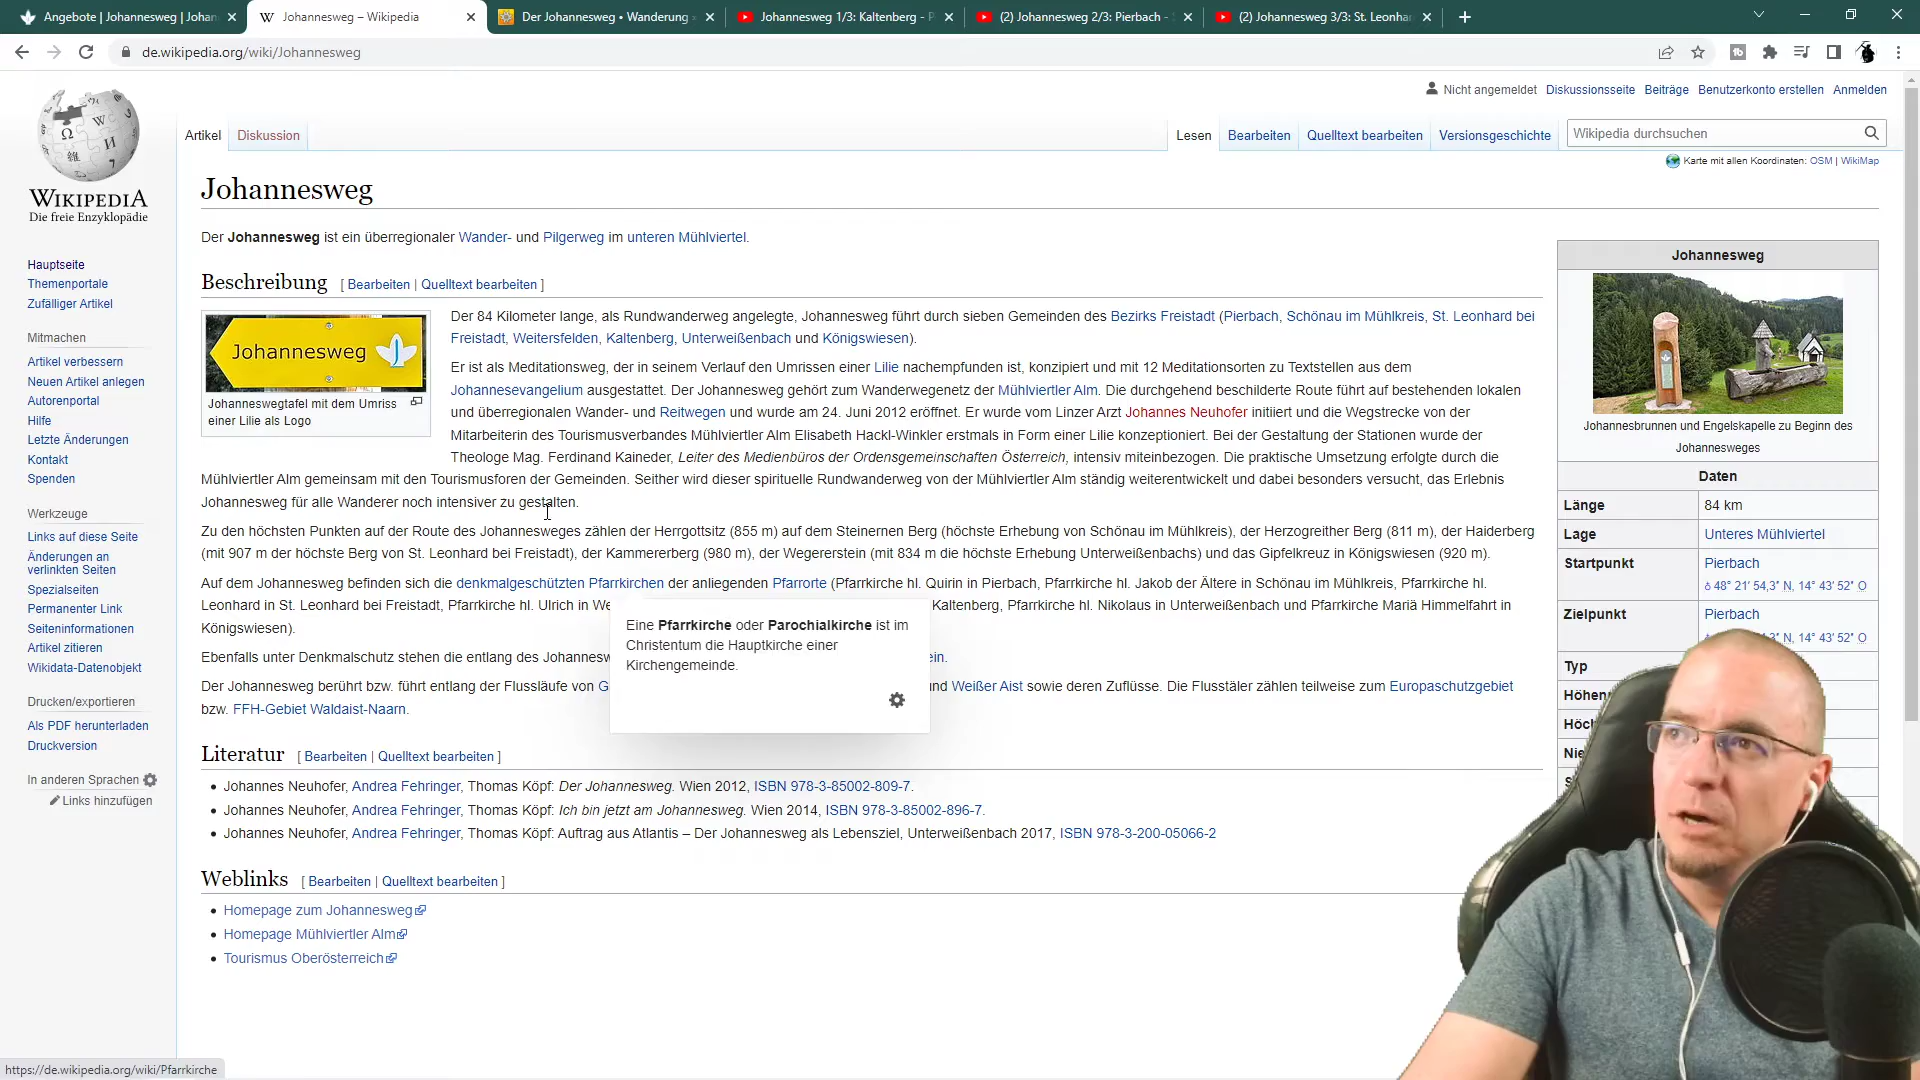 Angebote | Johannesweg | Johan
Johannesweg – Wikipedia
Der Johannesweg • Wanderung
Johannesweg 1/3: Kaltenberg - P
(2) Johannesweg 2/3: Pierbach -
(2) Johannesweg 3/3: St. Leonha
de.wikipedia.org/wiki/Johannesweg
Nicht angemeldet Diskussionsseite Beiträge Benutzerkonto erstellen Anmelden
Artikel Diskussion Lesen Bearbeiten Quelltext bearbeiten Versionsgeschichte Wikipedia durchsuchen
Karte mit allen Koordinaten: OSM | WikiMap
WIKIPEDIA
Die freie Enzyklopädie
Hauptseite
Themenportale
Zufälliger Artikel
Mitmachen
Artikel verbessern
Neuen Artikel anlegen
Autorenportal
Hilfe
Letzte Änderungen
Kontakt
Spenden
Werkzeuge
Links auf diese Seite
Änderungen an
verlinkten Seiten
Spezialseiten
Permanenter Link
Seiteninformationen
Artikel zitieren
Wikidata-Datenobjekt
Drucken/exportieren
Als PDF herunterladen
Druckversion
In anderen Sprachen
Links hinzufügen
Johannesweg
Der Johannesweg ist ein überregionaler Wander- und Pilgerweg im unteren Mühlviertel.
Beschreibung [ Bearbeiten | Quelltext bearbeiten ]
Johannesweg
Johanneswegtafel mit dem Umriss
einer Lilie als Logo
Der 84 Kilometer lange, als Rundwanderweg angelegte, Johannesweg führt durch sieben Gemeinden des Bezirks Freistadt (Pierbach, Schönau im Mühlkreis, St. Leonhard bei
Freistadt, Weitersfelden, Kaltenberg, Unterweißenbach und Königswiesen).
Er ist als Meditationsweg, der in seinem Verlauf den Umrissen einer Lilie nachempfunden ist, konzipiert und mit 12 Meditationsorten zu Textstellen aus dem
Johannesevangelium ausgestattet. Der Johannesweg gehört zum Wanderwegenetz der Mühlviertler Alm. Die durchgehend beschilderte Route führt auf bestehenden lokalen
und überregionalen Wander- und Reitwegen und wurde am 24. Juni 2012 eröffnet. Er wurde vom Linzer Arzt Johannes Neuhofer initiiert und die Wegstrecke von der
Mitarbeiterin des Tourismusverbandes Mühlviertler Alm Elisabeth Hackl-Winkler erstmals in Form einer Lilie konzeptioniert. Bei der Gestaltung der Stationen wurde der
Theologe Mag. Ferdinand Kaineder, Leiter des Medienbüros der Ordensgemeinschaften Österreich, intensiv miteinbezogen. Die praktische Umsetzung erfolgte durch die
Mühlviertler Alm gemeinsam mit den Tourismusforen der Gemeinden. Seither wird dieser spirituelle Rundwanderweg von der Mühlviertler Alm ständig weiterentwickelt und dabei besonders versucht, das Erlebnis
Johannesweg für alle Wanderer noch intensiver zu gestalten.
Zu den höchsten Punkten auf der Route des Johannesweges zählen der Herrgottsitz (855 m) auf dem Steinernen Berg (höchste Erhebung von Schönau im Mühlkreis), der Herzogreither Berg (811 m), der Haiderberg
(mit 907 m der höchste Berg von St. Leonhard bei Freistadt), der Kammererberg (980 m), der Wegererstein (mit 834 m die höchste Erhebung Unterweißenbachs) und das Gipfelkreuz in Königswiesen (920 m).
Auf dem Johannesweg befinden sich die denkmalgeschützten Pfarrkirchen der anliegenden Pfarrorte (Pfarrkirche hl. Quirin in Pierbach, Pfarrkirche hl. Jakob der Ältere in Schönau im Mühlkreis, Pfarrkirche hl.
Leonhard in St. Leonhard bei Freistadt, Pfarrkirche hl. Ulrich in We Kaltenberg, Pfarrkirche hl. Nikolaus in Unterweißenbach und Pfarrkirche Mariä Himmelfahrt in
Königswiesen).
Ebenfalls unter Denkmalschutz stehen die entlang des Johannesw ein.
Der Johannesweg berührt bzw. führt entlang der Flussläufe von G nd Weißer Aist sowie deren Zuflüsse. Die Flusstäler zählen teilweise zum Europaschutzgebiet
bzw. FFH-Gebiet Waldaist-Naarn.
Eine Pfarrkirche oder Parochialkirche ist im
Christentum die Hauptkirche einer
Kirchengemeinde.
Literatur [ Bearbeiten | Quelltext bearbeiten ]
Johannes Neuhofer, Andrea Fehringer, Thomas Köpf: Der Johannesweg. Wien 2012, ISBN 978-3-85002-809-7.
Johannes Neuhofer, Andrea Fehringer, Thomas Köpf: Ich bin jetzt am Johannesweg. Wien 2014, ISBN 978-3-85002-896-7.
Johannes Neuhofer, Andrea Fehringer, Thomas Köpf: Auftrag aus Atlantis – Der Johannesweg als Lebensziel, Unterweißenbach 2017, ISBN 978-3-200-05066-2
Weblinks [ Bearbeiten | Quelltext bearbeiten ]
Homepage zum Johannesweg
Homepage Mühlviertler Alm
Tourismus Oberösterreich
Johannesweg
Johannesbrunnen und Engelskapelle zu Beginn des
Johannesweges
Daten
Länge 84 km
Lage Unteres Mühlviertel
Startpunkt Pierbach
48° 21′ 54,3″ N, 14° 43′ 52″ O
Zielpunkt Pierbach
3″ N, 14° 43′ 52″ O
Typ
Höhen
Höc
Nie
https://de.wikipedia.org/wiki/Pfarrkirche